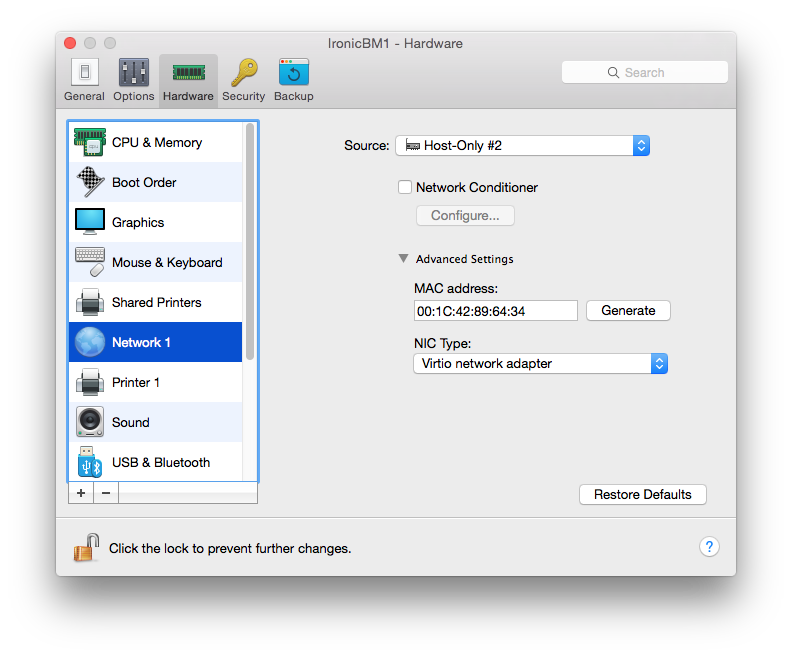 IronicBM1 - Hardware
General
Options
Hardware
Security
Backup
Search
CPU & Memory
Boot Order
Graphics
Mouse & Keyboard
Shared Printers
Network 1
Printer 1
Sound
USB & Bluetooth
+ −
Source: Host-Only #2
Network Conditioner
Configure...
Advanced Settings
MAC address:
00:1C:42:89:64:34 Generate
NIC Type:
Virtio network adapter
Restore Defaults
Click the lock to prevent further changes.
?